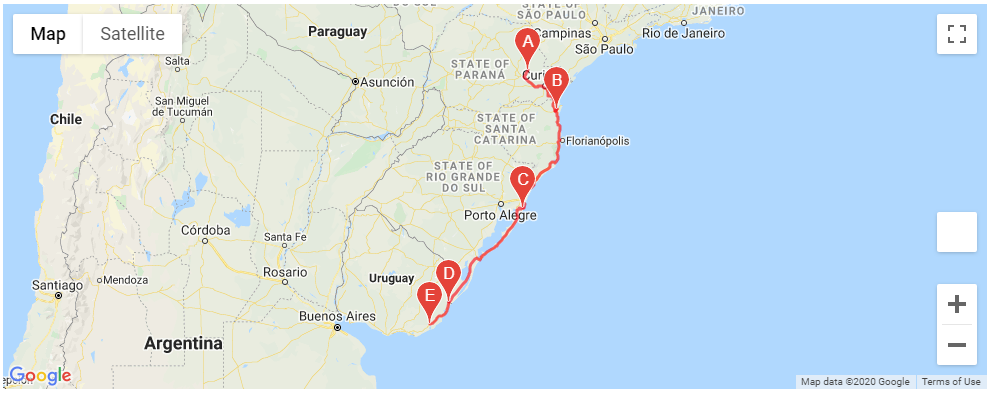 STATE OF
SÃO PAULO
JANEIRO
Map
Satellite
Paraguay
A
Campinas
Rio de Janeiro
São Paulo
Salta
STATE OF
PARANÁ
Curi
Asunción
B
San Miguel
de Tucumán
Chile
STATE OF
SANTA
CATARINA
Florianópolis
STATE OF
RIO GRANDE
DO SUL
C
Porto Alegre
Córdoba
Santa Fe
Mendoza
Rosario
Uruguay
D
Santiago
E
Buenos Aires
Argentina
Google
epción
Map data ©2020 Google
Terms of Use